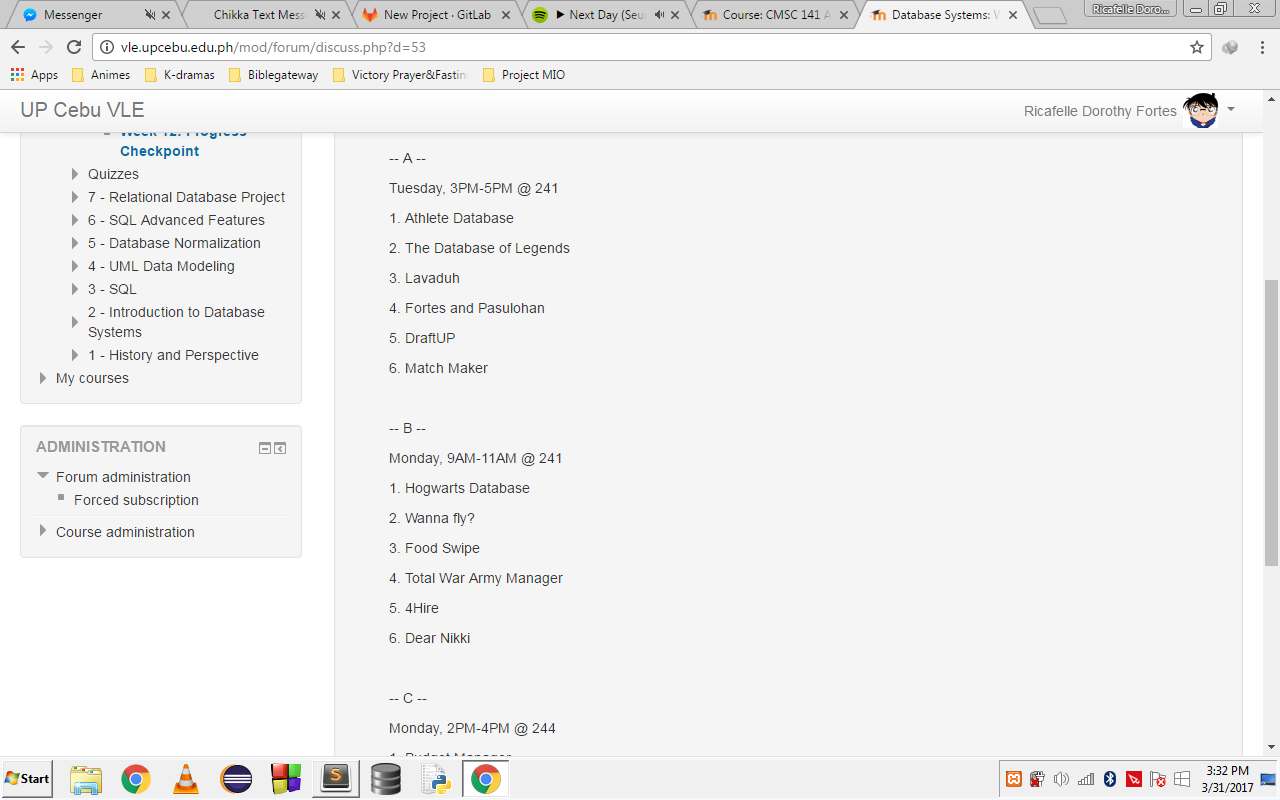 Messenger
Chikka Text Mess
New Project · GitLab
Next Day (Seu
Course: CMSC 141 A
Database Systems: W
Ricafelle Doro...
vle.upcebu.edu.ph/mod/forum/discuss.php?d=53
Apps
Animes
K-dramas
Biblegateway
Victory Prayer&Fastin
Project MIO
UP Cebu VLE
Ricafelle Dorothy Fortes
Week 12: Progress
Checkpoint
Quizzes
7 - Relational Database Project
6 - SQL Advanced Features
5 - Database Normalization
4 - UML Data Modeling
3 - SQL
2 - Introduction to Database
Systems
1 - History and Perspective
My courses
ADMINISTRATION
Forum administration
Forced subscription
Course administration
-- A --
Tuesday, 3PM-5PM @ 241
1. Athlete Database
2. The Database of Legends
3. Lavaduh
4. Fortes and Pasulohan
5. DraftUP
6. Match Maker
-- B --
Monday, 9AM-11AM @ 241
1. Hogwarts Database
2. Wanna fly?
3. Food Swipe
4. Total War Army Manager
5. 4Hire
6. Dear Nikki
-- C --
Monday, 2PM-4PM @ 244
1. Budget Manager
Start
3:32 PM
3/31/2017